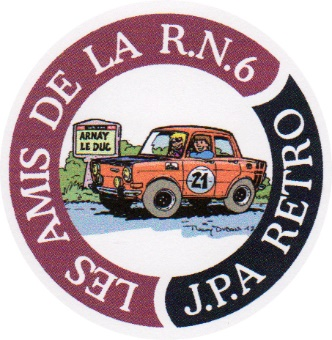 LES AMIS DE LA R.N.6
J.P.A RETRO
ARNAY
LE DUC
21